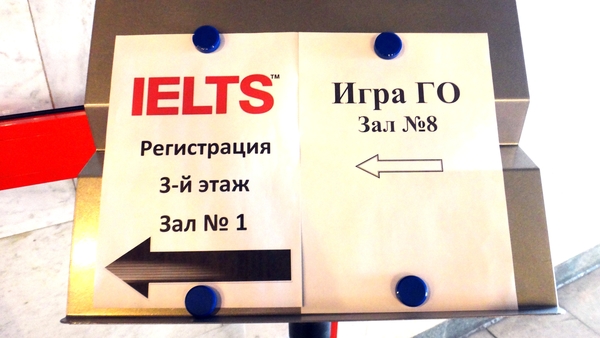 IELTS™
Регистрация
3-й этаж
Зал № 1
Игра ГО
Зал №8